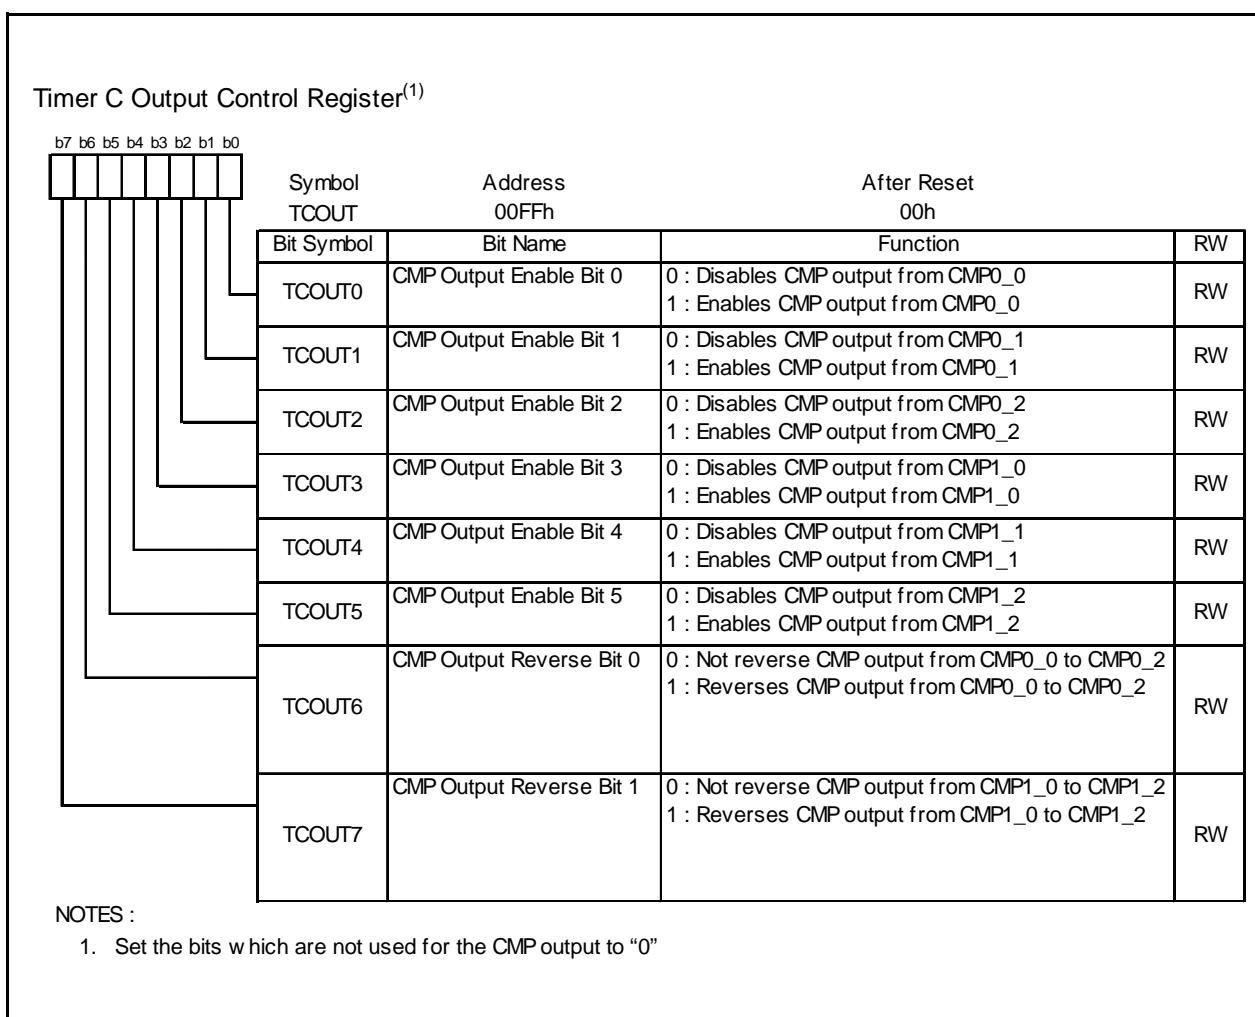 Timer C Output Control Register(1)
b7 b6 b5 b4 b3 b2 b1 b0
Symbol Address After Reset
TCOUT 00FFh 00h
Bit Symbol Bit Name Function RW
TCOUT0 CMP Output Enable Bit 0 0 : Disables CMP output from CMP0_0 RW
1 : Enables CMP output from CMP0_0
TCOUT1 CMP Output Enable Bit 1 0 : Disables CMP output from CMP0_1 RW
1 : Enables CMP output from CMP0_1
TCOUT2 CMP Output Enable Bit 2 0 : Disables CMP output from CMP0_2 RW
1 : Enables CMP output from CMP0_2
TCOUT3 CMP Output Enable Bit 3 0 : Disables CMP output from CMP1_0 RW
1 : Enables CMP output from CMP1_0
TCOUT4 CMP Output Enable Bit 4 0 : Disables CMP output from CMP1_1 RW
1 : Enables CMP output from CMP1_1
TCOUT5 CMP Output Enable Bit 5 0 : Disables CMP output from CMP1_2 RW
1 : Enables CMP output from CMP1_2
TCOUT6 CMP Output Reverse Bit 0 0 : Not reverse CMP output from CMP0_0 to CMP0_2 RW
1 : Reverses CMP output from CMP0_0 to CMP0_2
TCOUT7 CMP Output Reverse Bit 1 0 : Not reverse CMP output from CMP1_0 to CMP1_2 RW
1 : Reverses CMP output from CMP1_0 to CMP1_2
NOTES :
1. Set the bits which are not used for the CMP output to “0”